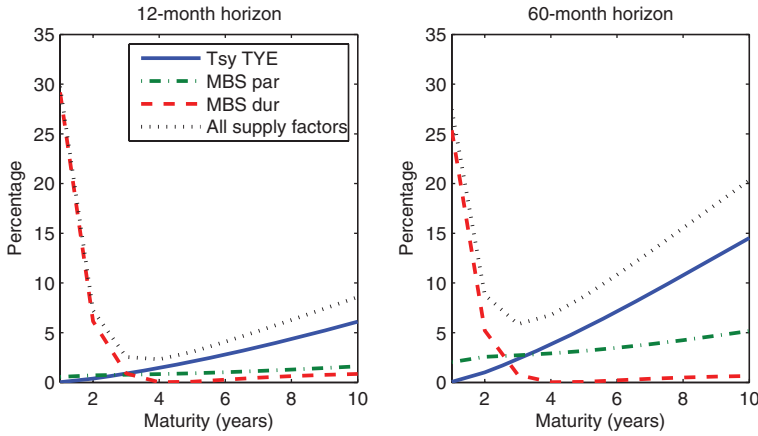 12-month horizon
35
30
25
20
15
10
5
0
Percentage
Tsy TYE
MBS par
MBS dur
All supply factors
2 4 6 8 10
Maturity (years)
60-month horizon
35
30
25
20
15
10
5
0
Percentage
2 4 6 8 10
Maturity (years)